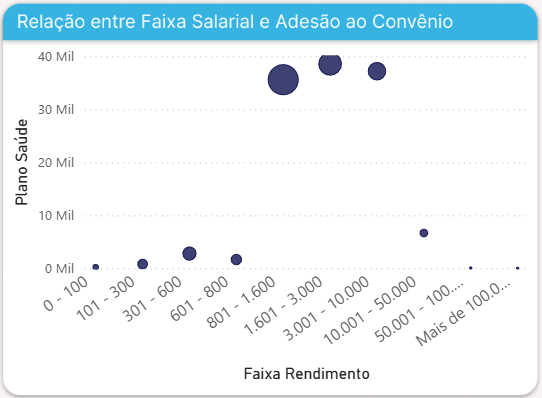 Relação entre Faixa Salarial e Adesão ao Convênio
40 Mil
30 Mil
20 Mil
10 Mil
0 Mil
Plano Saúde
0 - 100
101 - 300
301 - 600
601 - 800
801 - 1.600
1.601 - 3.000
3.001 - 10.000
10.001 - 50.000
50.001 - 100....
Mais de 100.0...
Faixa Rendimento